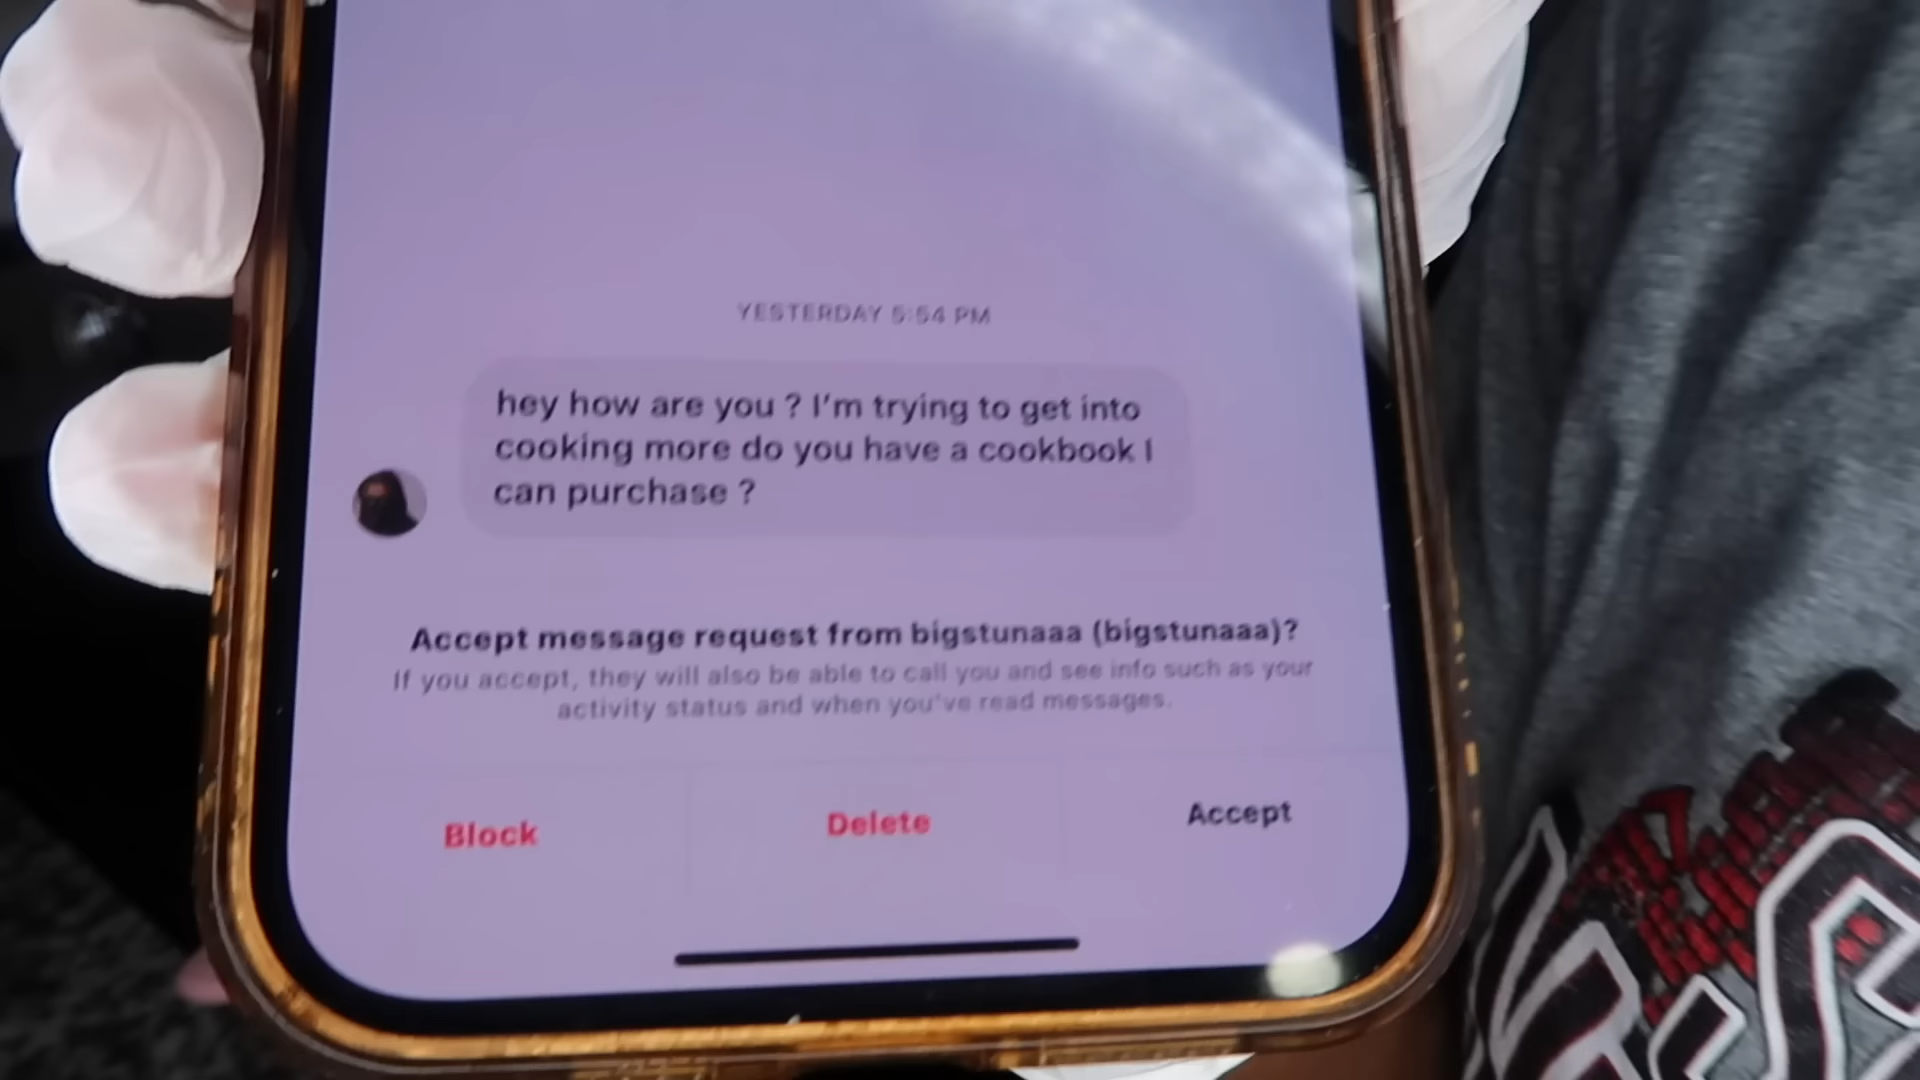 YESTERDAY 5:54 PM
hey how are you ? I'm trying to get into
cooking more do you have a cookbook I
can purchase ?
Accept message request from bigstunaaa (bigstunaaa)?
If you accept, they will also be able to call you and see info such as your
activity status and when you've read messages.
Block
Delete
Accept